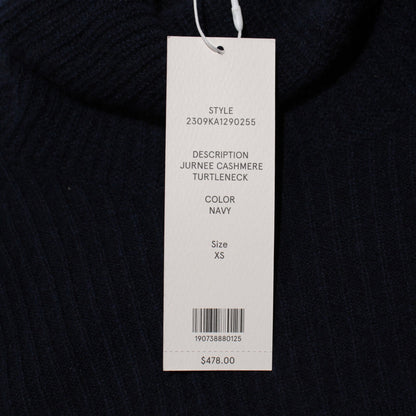 STYLE
2309KA1290255
DESCRIPTION
JURNEE CASHMERE
TURTLENECK
COLOR
NAVY
Size
XS
190738880125
$478.00